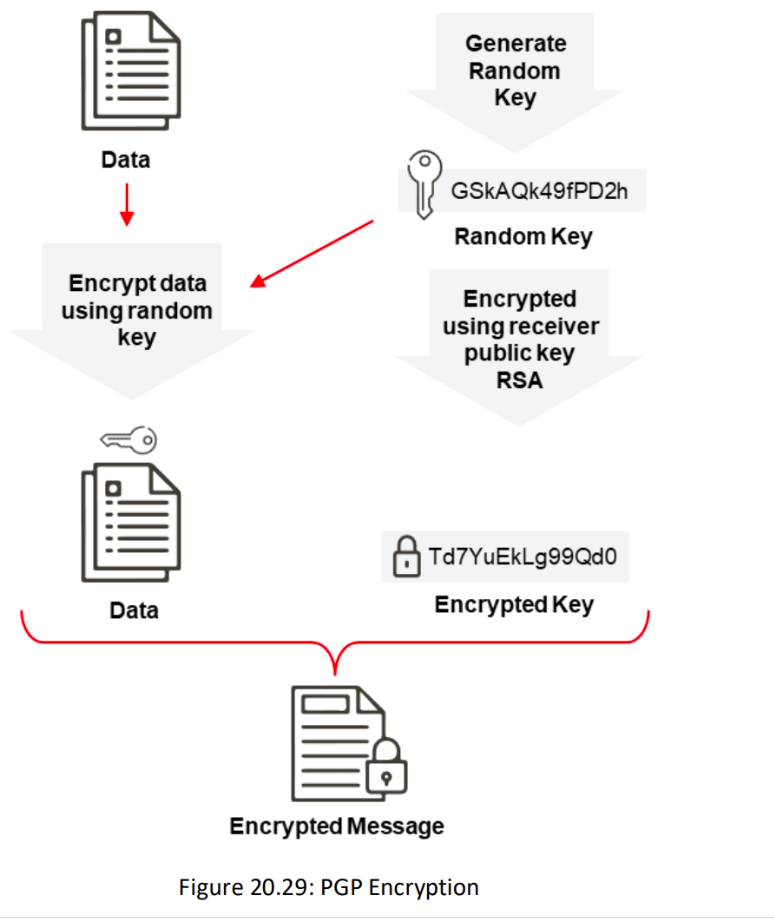 Data
Generate
Random
Key
GSkAQk49fPD2h
Random Key
Encrypt data
using random
key
Encrypted
using receiver
public key
RSA
Data
Td7YuEkLg99Qd0
Encrypted Key
Encrypted Message
Figure 20.29: PGP Encryption